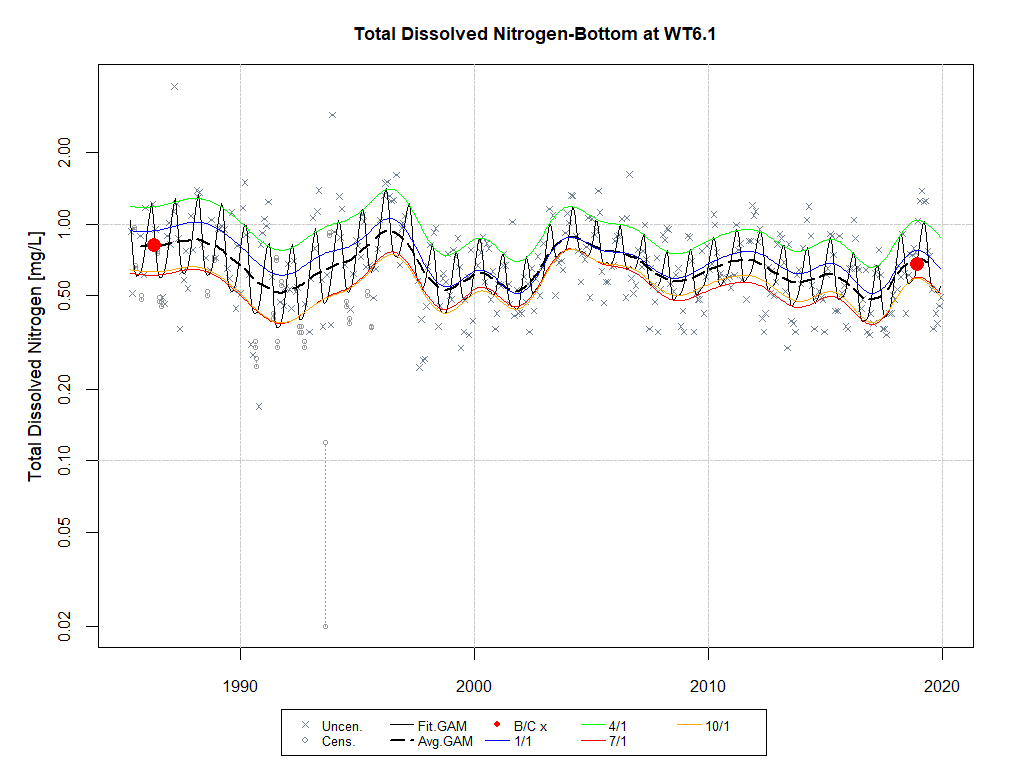 Total Dissolved Nitrogen-Bottom at WT6.1
Total Dissolved Nitrogen [mg/L]
2.00
1.00
0.50
0.20
0.10
0.05
0.02
1990 2000 2010 2020
Uncen. Fit.GAM B/C x 4/1 10/1
Cens. Avg.GAM 1/1 7/1